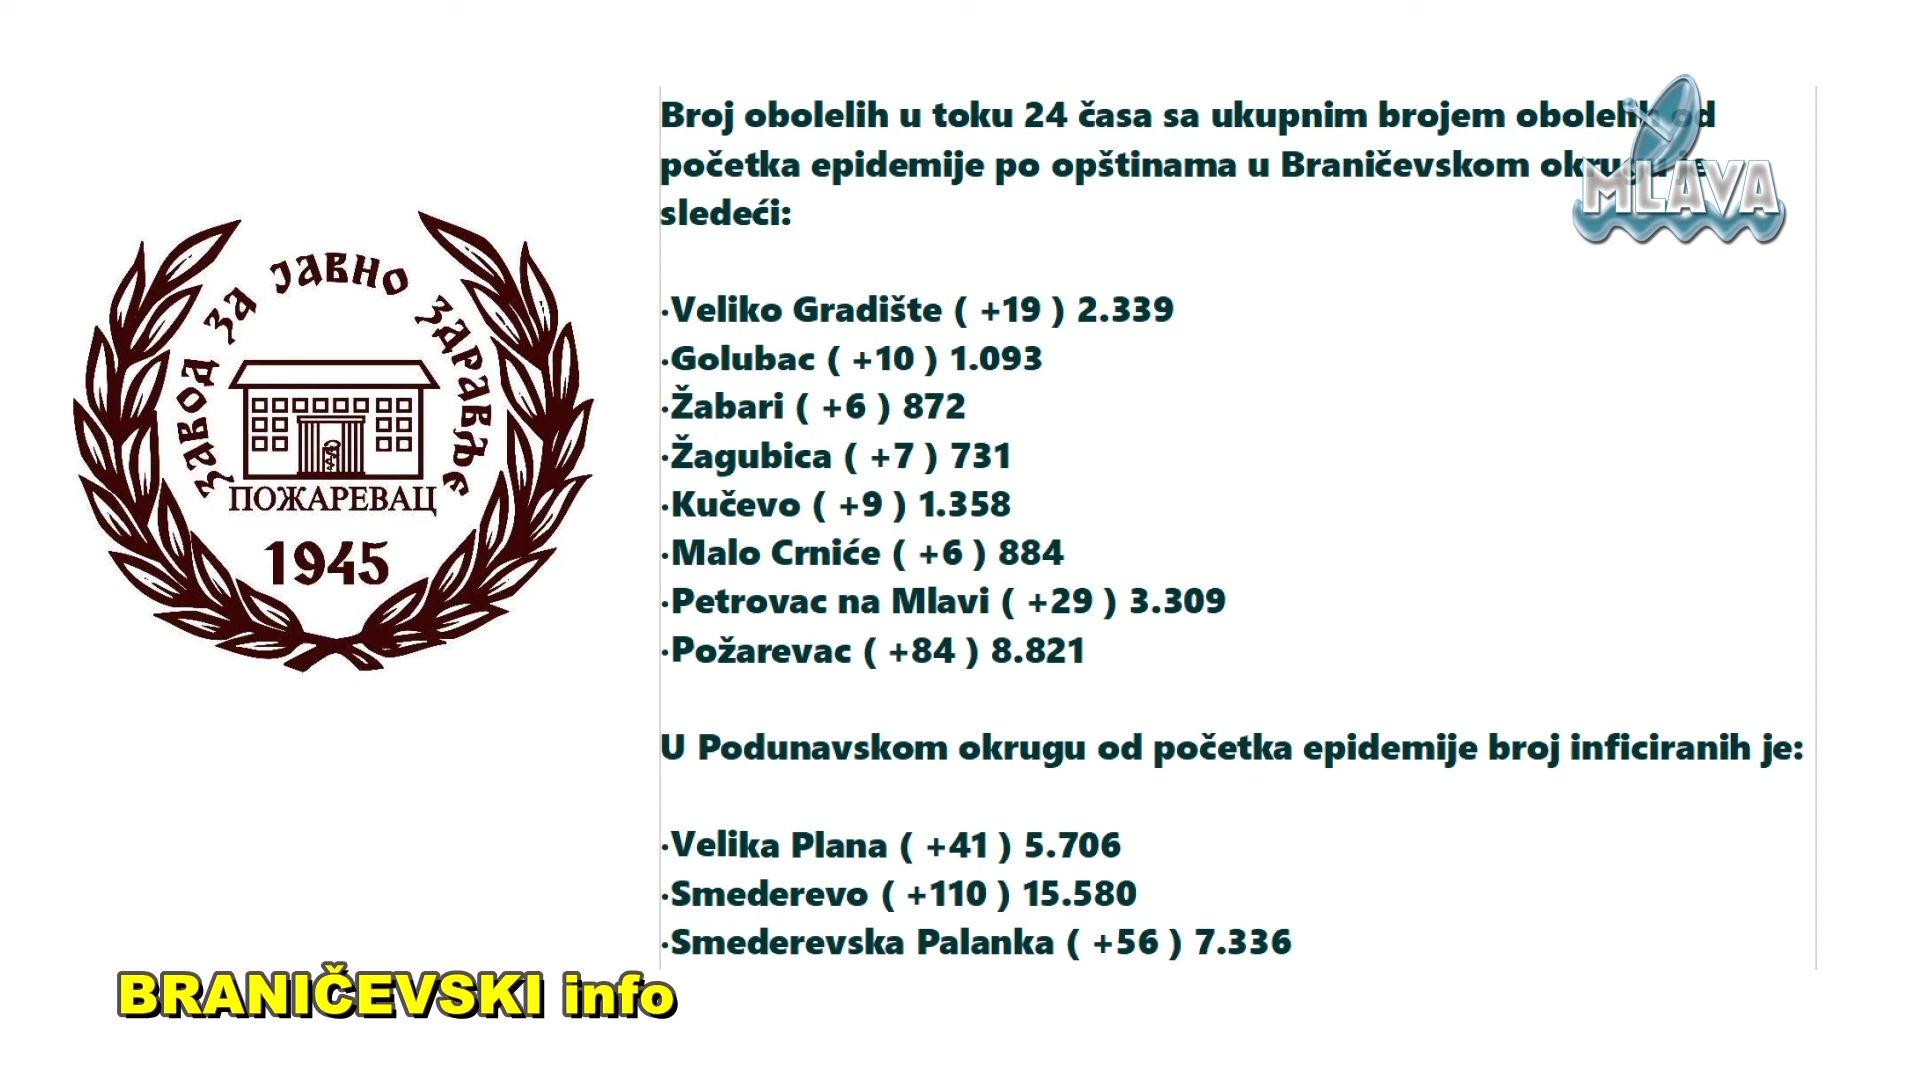 Broj obolelih u toku 24 časa sa ukupnim brojem obolelih od
početka epidemije po opštinama u Braničevskom okrugu je
sledeći:
MLAVA
завод за јавно здравље
ПОЖАРЕВАЦ
1945
·Veliko Gradište ( +19 ) 2.339
·Golubac ( +10 ) 1.093
·Žabari ( +6 ) 872
·Žagubica ( +7 ) 731
·Kučevo ( +9 ) 1.358
·Malo Crniće ( +6 ) 884
·Petrovac na Mlavi ( +29 ) 3.309
·Požarevac ( +84 ) 8.821
U Podunavskom okrugu od početka epidemije broj inficiranih je:
·Velika Plana ( +41 ) 5.706
·Smederevo ( +110 ) 15.580
·Smederevska Palanka ( +56 ) 7.336
BRANIČEVSKI info